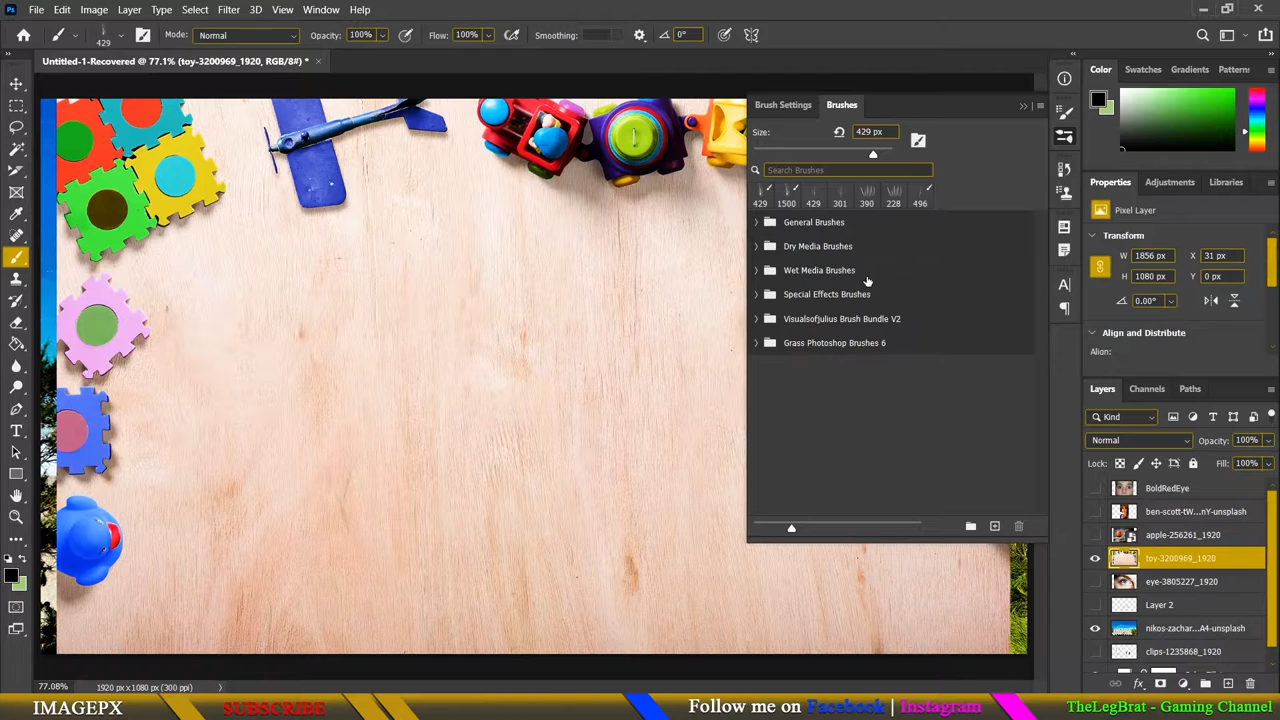 Ps File Edit Image Layer Type Select Filter 3D View Window Help
429 Mode: Normal Opacity: 100% Flow: 100% Smoothing: 0°
Untitled-1-Recovered @ 77.1% (toy-3200969_1920, RGB/8#) *
Color Swatches Gradients Patterns
Brush Settings Brushes
Size: 429 px
Search Brushes
429 1500 429 301 390 228 496
General Brushes
Dry Media Brushes
Wet Media Brushes
Special Effects Brushes
Visualsofjulius Brush Bundle V2
Grass Photoshop Brushes 6
Properties Adjustments Libraries
Pixel Layer
Transform
W 1856 px X 31 px
H 1080 px Y 0 px
0.00°
Align and Distribute
Align:
Layers Channels Paths
Kind
Normal Opacity: 100%
Lock: Fill: 100%
BoldRedEye
ben-scott-tW...nY-unsplash
apple-256261_1920
toy-3200969_1920
eye-3805227_1920
Layer 2
nikos-zachar...A4-unsplash
clips-1235868_1920
77.08% 1920 px x 1080 px (300 ppi)
IMAGEPX SUBSCRIBE Follow me on Facebook | Instagram TheLegBrat - Gaming Channel